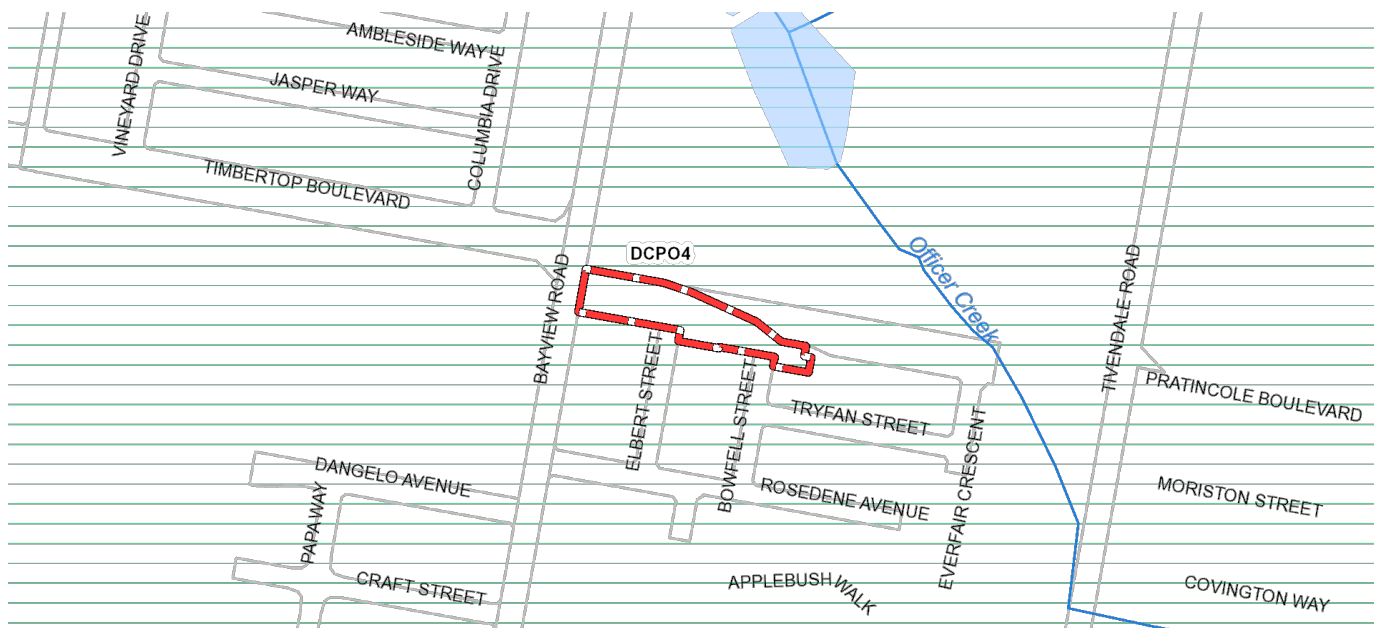 AMBLESIDE WAY
VINEYARD DRIVE
JASPER WAY
COLUMBIA DRIVE
TIMBERTOP BOULEVARD
DCPO4
Officer Creek
BAYVIEW ROAD
TIVENDALE ROAD
ELBERT STREET
BOWFELL STREET
PRATINCOLE BOULEVARD
TRYFAN STREET
EVERFAIR CRESCENT
DANGELO AVENUE
ROSEDENE AVENUE
MORISTON STREET
PAPA WAY
CRAFT STREET
APPLEBUSH WALK
COVINGTON WAY